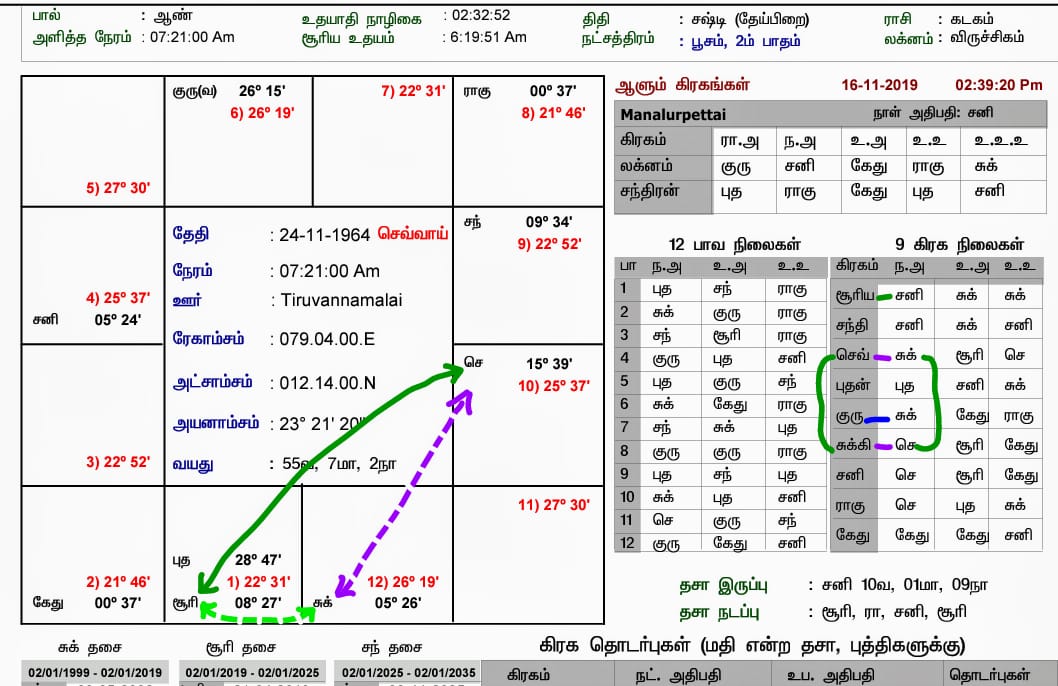 பால் : ஆண் உதயாதி நாழிகை : 02:32:52 திதி : சஷ்டி (தேய்பிறை) ராசி : கடகம்
அளித்த நேரம் : 07:21:00 Am சூரிய உதயம் : 6:19:51 Am நட்சத்திரம் : பூசம், 2ம் பாதம் லக்னம் : விருச்சிகம்
குரு(வ) 26º 15'
6) 26º 19'
7) 22º 31'
ராகு 00º 37'
8) 21º 46'
5) 27º 30'
சந் 09º 34'
9) 22º 52'
4) 25º 37'
சனி 05º 24'
தேதி : 24-11-1964 செவ்வாய்
நேரம் : 07:21:00 Am
ஊர் : Tiruvannamalai
ரேகாம்சம் : 079.04.00.E
அட்சாம்சம் : 012.14.00.N
அயனாம்சம் : 23° 21' 20"
வயது : 55வ, 7மா, 2நா
செ 15º 39'
10) 25º 37'
3) 22º 52'
11) 27º 30'
2) 21º 46'
கேது 00º 37'
புத 28º 47'
1) 22º 31'
சூரி 08º 27'
12) 26º 19'
சுக் 05º 26'
ஆளும் கிரகங்கள் 16-11-2019 02:39:20 Pm
Manalurpettai நாள் அதிபதி: சனி
கிரகம் ரா.அ ந.அ உ.அ உ.உ உ.உ.உ
லக்னம் குரு சனி கேது ராகு சுக்
சந்திரன் புத ராகு கேது புத சனி
12 பாவ நிலைகள்
பா ந.அ உ.அ உ.உ
1 புத சந் ராகு
2 சுக் குரு ராகு
3 சந் சூரி ராகு
4 குரு புத சனி
5 புத குரு சந்
6 சுக் கேது ராகு
7 சந் சுக் புத
8 குரு குரு ராகு
9 புத சந் புத
10 சுக் புத சனி
11 செ குரு சந்
12 குரு கேது சனி
9 கிரக நிலைகள்
கிரகம் ந.அ உ.அ உ.உ
சூரிய சனி சுக் சுக்
சந்தி சனி சுக் சனி
செவ் சுக் சூரி செ
புதன் புத சனி சுக்
குரு சுக் கேது ராகு
சுக்கி செ சூரி கேது
சனி செ சூரி கேது
ராகு செ புத சுக்
கேது கேது கேது சனி
தசா இருப்பு : சனி 10வ, 01மா, 09நா
தசா நடப்பு : சூரி, ரா, சனி, சூரி
சுக் தசை சூரி தசை சந் தசை கிரக தொடர்புகள் (மதி என்ற தசா, புத்திகளுக்கு)
02/01/1999 - 02/01/2019 02/01/2019 - 02/01/2025 02/01/2025 - 02/01/2035 கிரகம் நட். அதிபதி உப. அதிபதி தொடர்புகள்